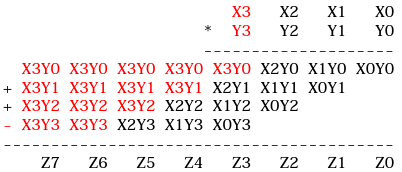 X3 X2 X1 X0
* Y3 Y2 Y1 Y0
--------------------
X3Y0 X3Y0 X3Y0 X3Y0 X3Y0 X2Y0 X1Y0 X0Y0
+ X3Y1 X3Y1 X3Y1 X3Y1 X2Y1 X1Y1 X0Y1
+ X3Y2 X3Y2 X3Y2 X2Y2 X1Y2 X0Y2
- X3Y3 X3Y3 X2Y3 X1Y3 X0Y3
-----------------------------------------
Z7 Z6 Z5 Z4 Z3 Z2 Z1 Z0